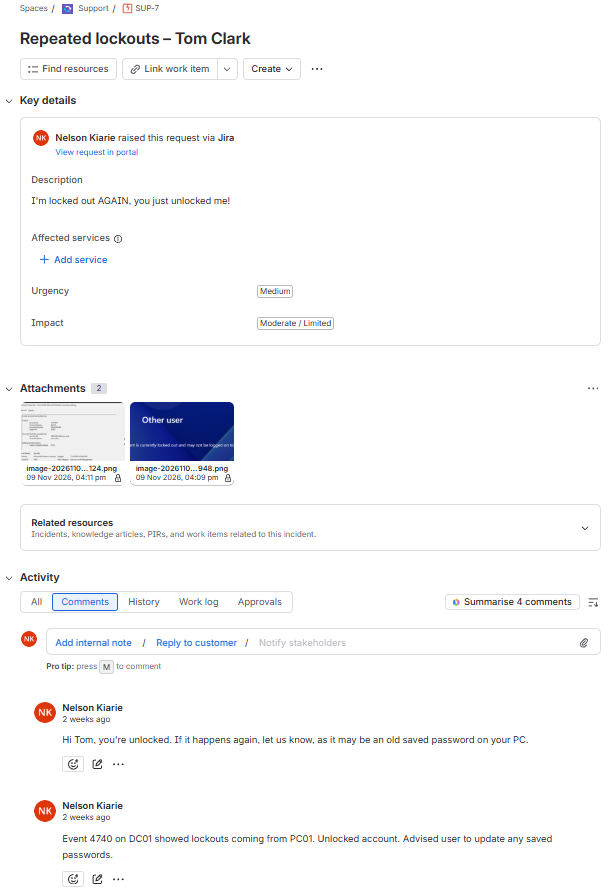 Spaces / Support / SUP-7
Repeated lockouts – Tom Clark
Find resources
Link work item
Create
Key details
NK
Nelson Kiarie raised this request via Jira
View request in portal
Description
I'm locked out AGAIN, you just unlocked me!
Affected services
+ Add service
Urgency
Medium
Impact
Moderate / Limited
Attachments 2
Other user
nt is currently locked out and may not be logged on to
image-2026110...124.png
09 Nov 2026, 04:11 pm
image-2026110...948.png
09 Nov 2026, 04:09 pm
Related resources
Incidents, knowledge articles, PIRs, and work items related to this incident.
Activity
All
Comments
History
Work log
Approvals
Summarise 4 comments
NK
Add internal note / Reply to customer / Notify stakeholders
Pro tip: press M to comment
NK
Nelson Kiarie
2 weeks ago
Hi Tom, you're unlocked. If it happens again, let us know, as it may be an old saved password on your PC.
NK
Nelson Kiarie
2 weeks ago
Event 4740 on DC01 showed lockouts coming from PC01. Unlocked account. Advised user to update any saved
passwords.